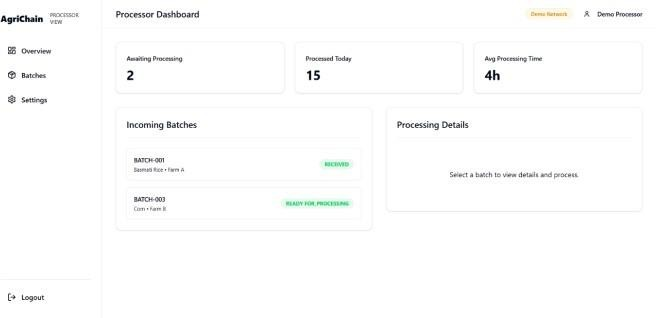 AgriChain
PROCESSOR
VIEW
Overview
Batches
Settings
Logout
Processor Dashboard
Demo Network
Demo Processor
Awaiting Processing
2
Processed Today
15
Avg Processing Time
4h
Incoming Batches
BATCH-001
Basmati Rice • Farm A
RECEIVED
BATCH-003
Corn • Farm B
READY FOR_PROCESSING
Processing Details
Select a batch to view details and process.